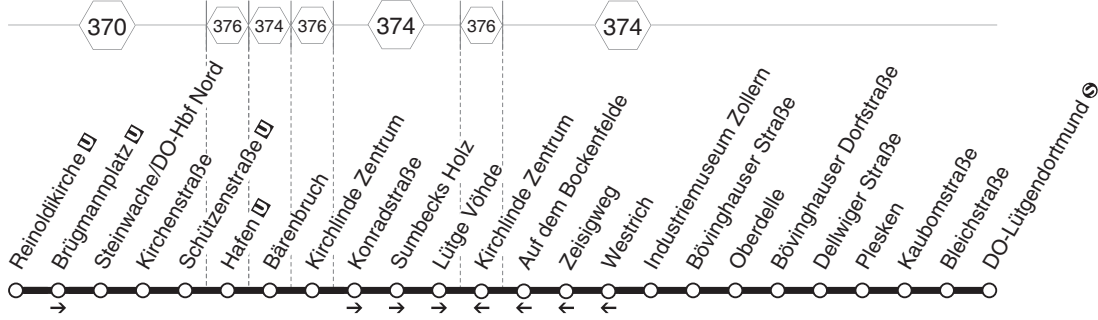 370
376
374
376
374
376
374
Reinoldikirche U
Brügmannplatz U
Steinwache/DO-Hbf Nord
Kirchenstraße
Schützenstraße U
Hafen U
Bärenbruch
Kirchlinde Zentrum
Konradstraße
Sumbecks Holz
Lütge Vöhde
Kirchlinde Zentrum
Auf dem Bockenfelde
Zeisigweg
Westrich
Industriemuseum Zollern
Bövinghauser Straße
Oberdelle
Bövinghauser Dorfstraße
Dellwiger Straße
Plesken
Kaubomstraße
Bleichstraße
DO-Lütgendortmund S